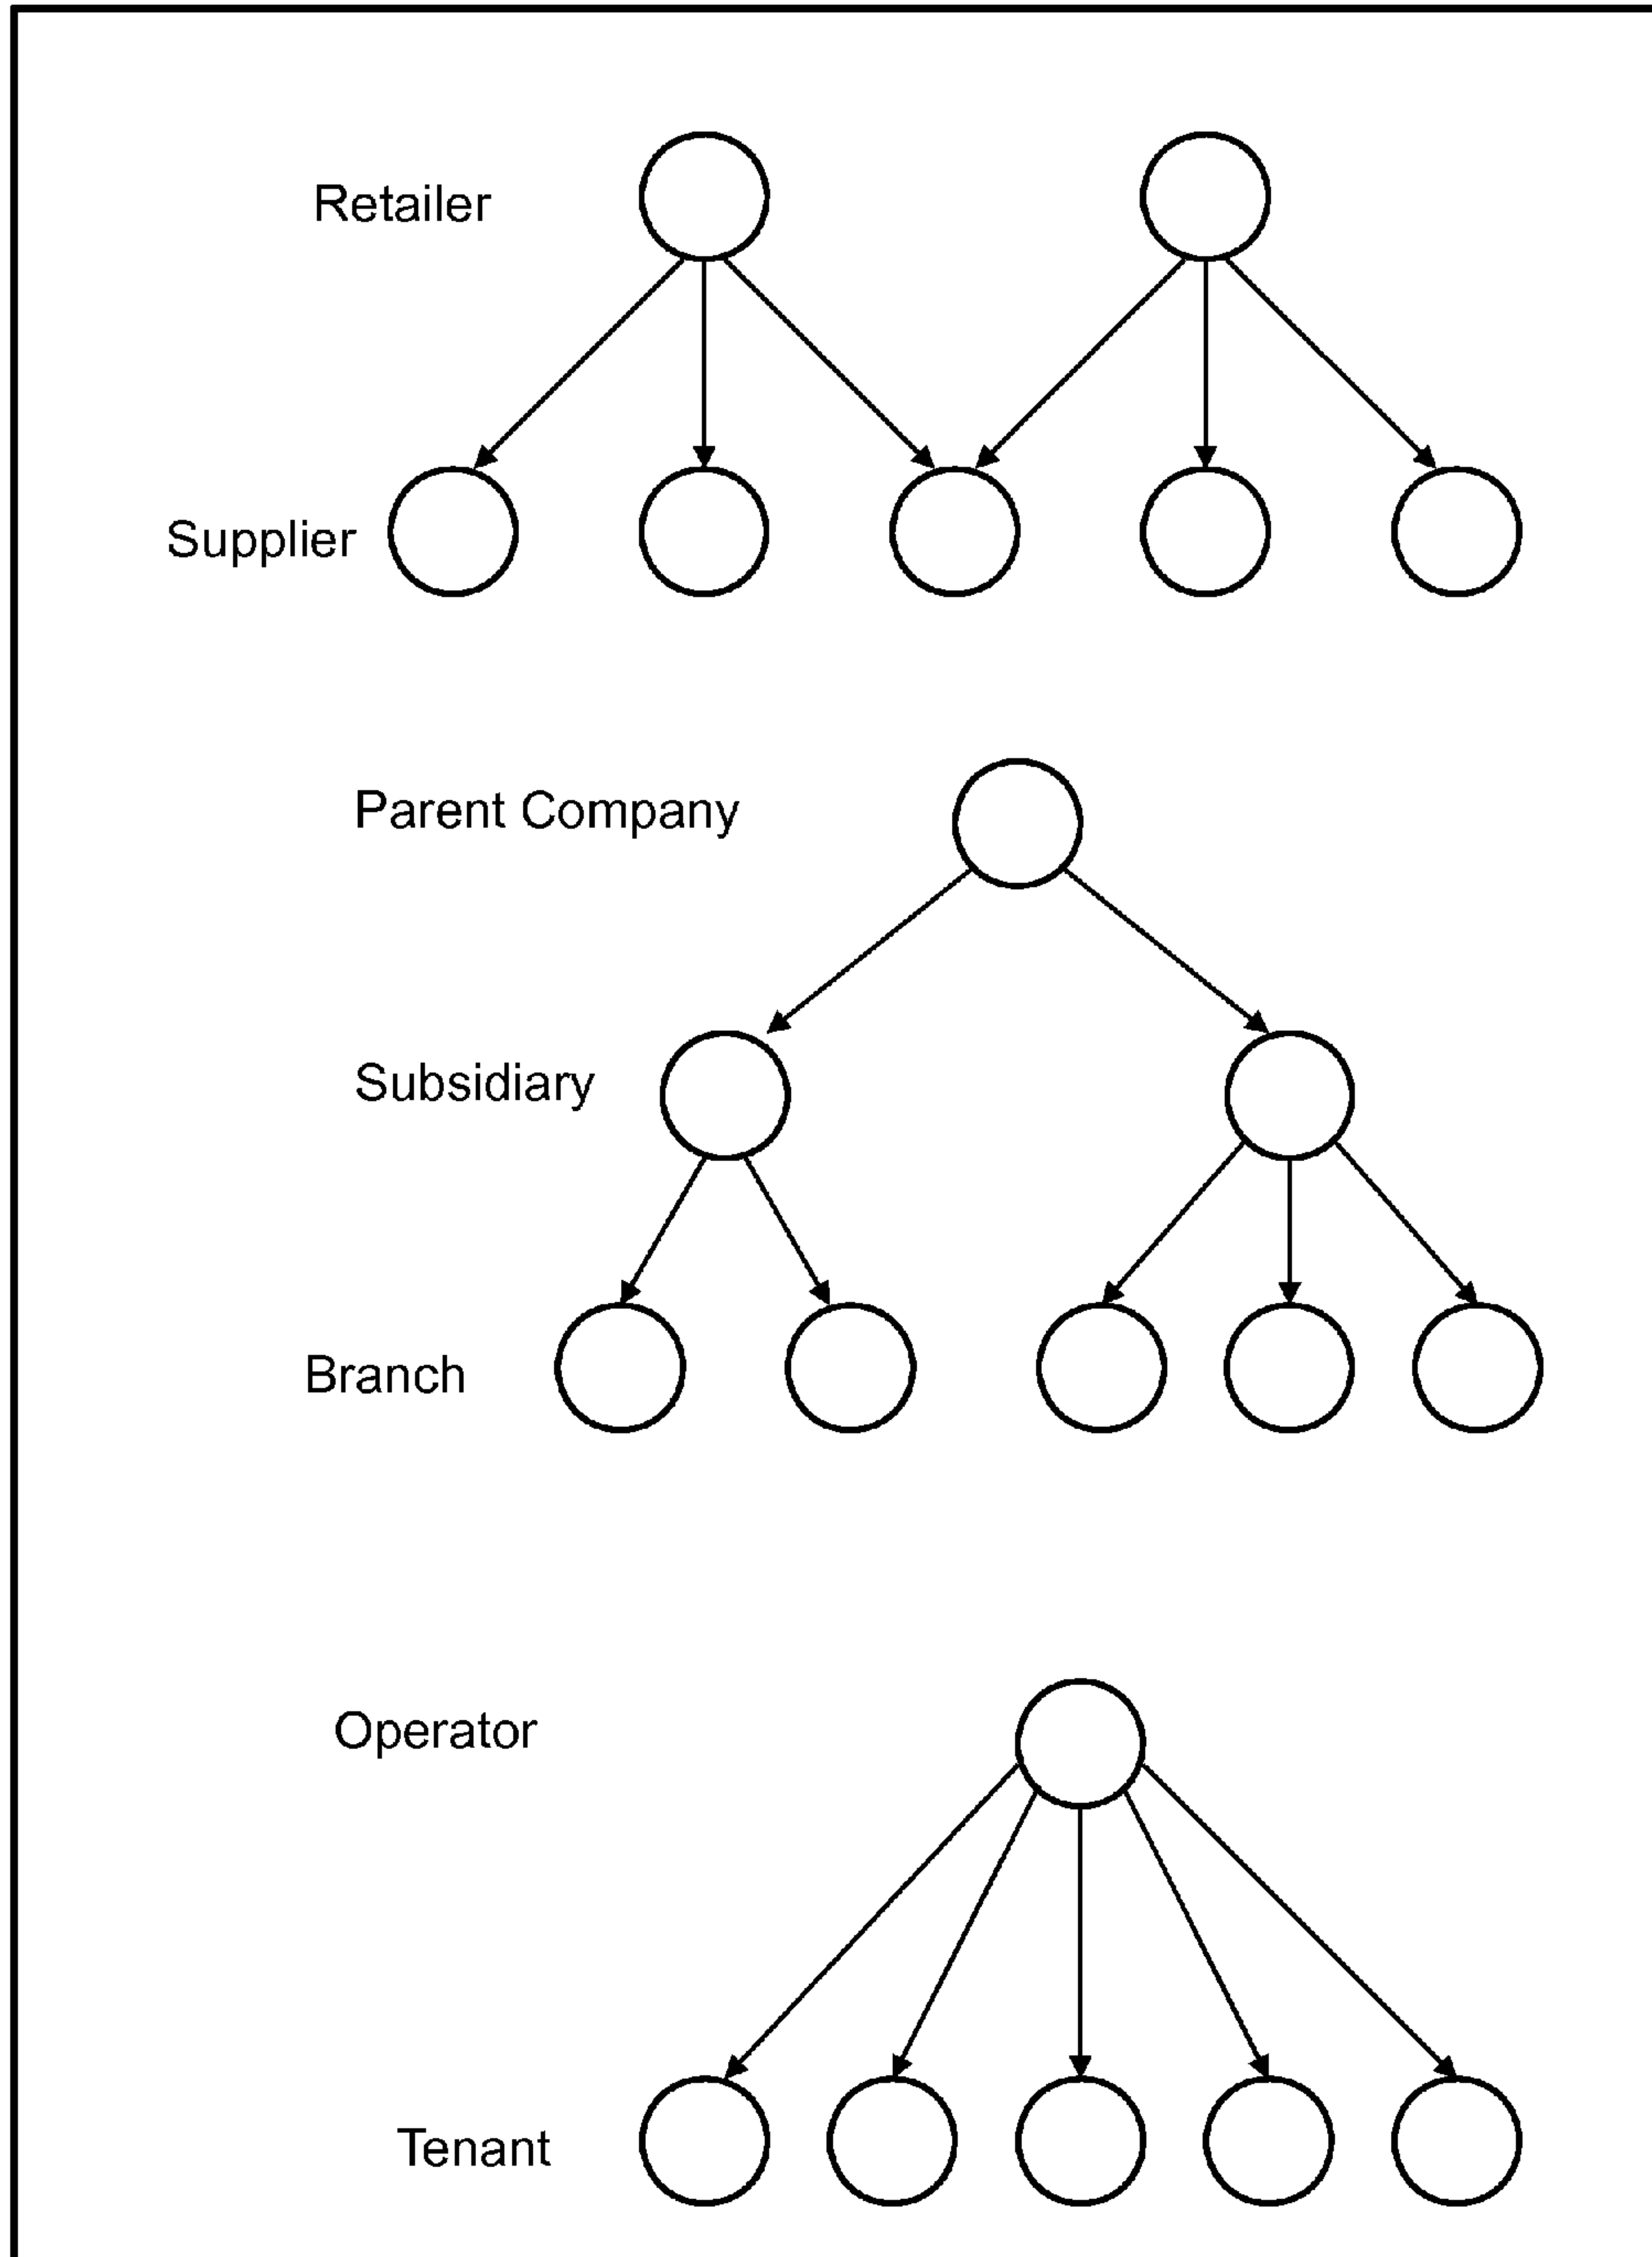 Retailer
Supplier
Parent Company
Subsidiary
Branch
Operator
Tenant